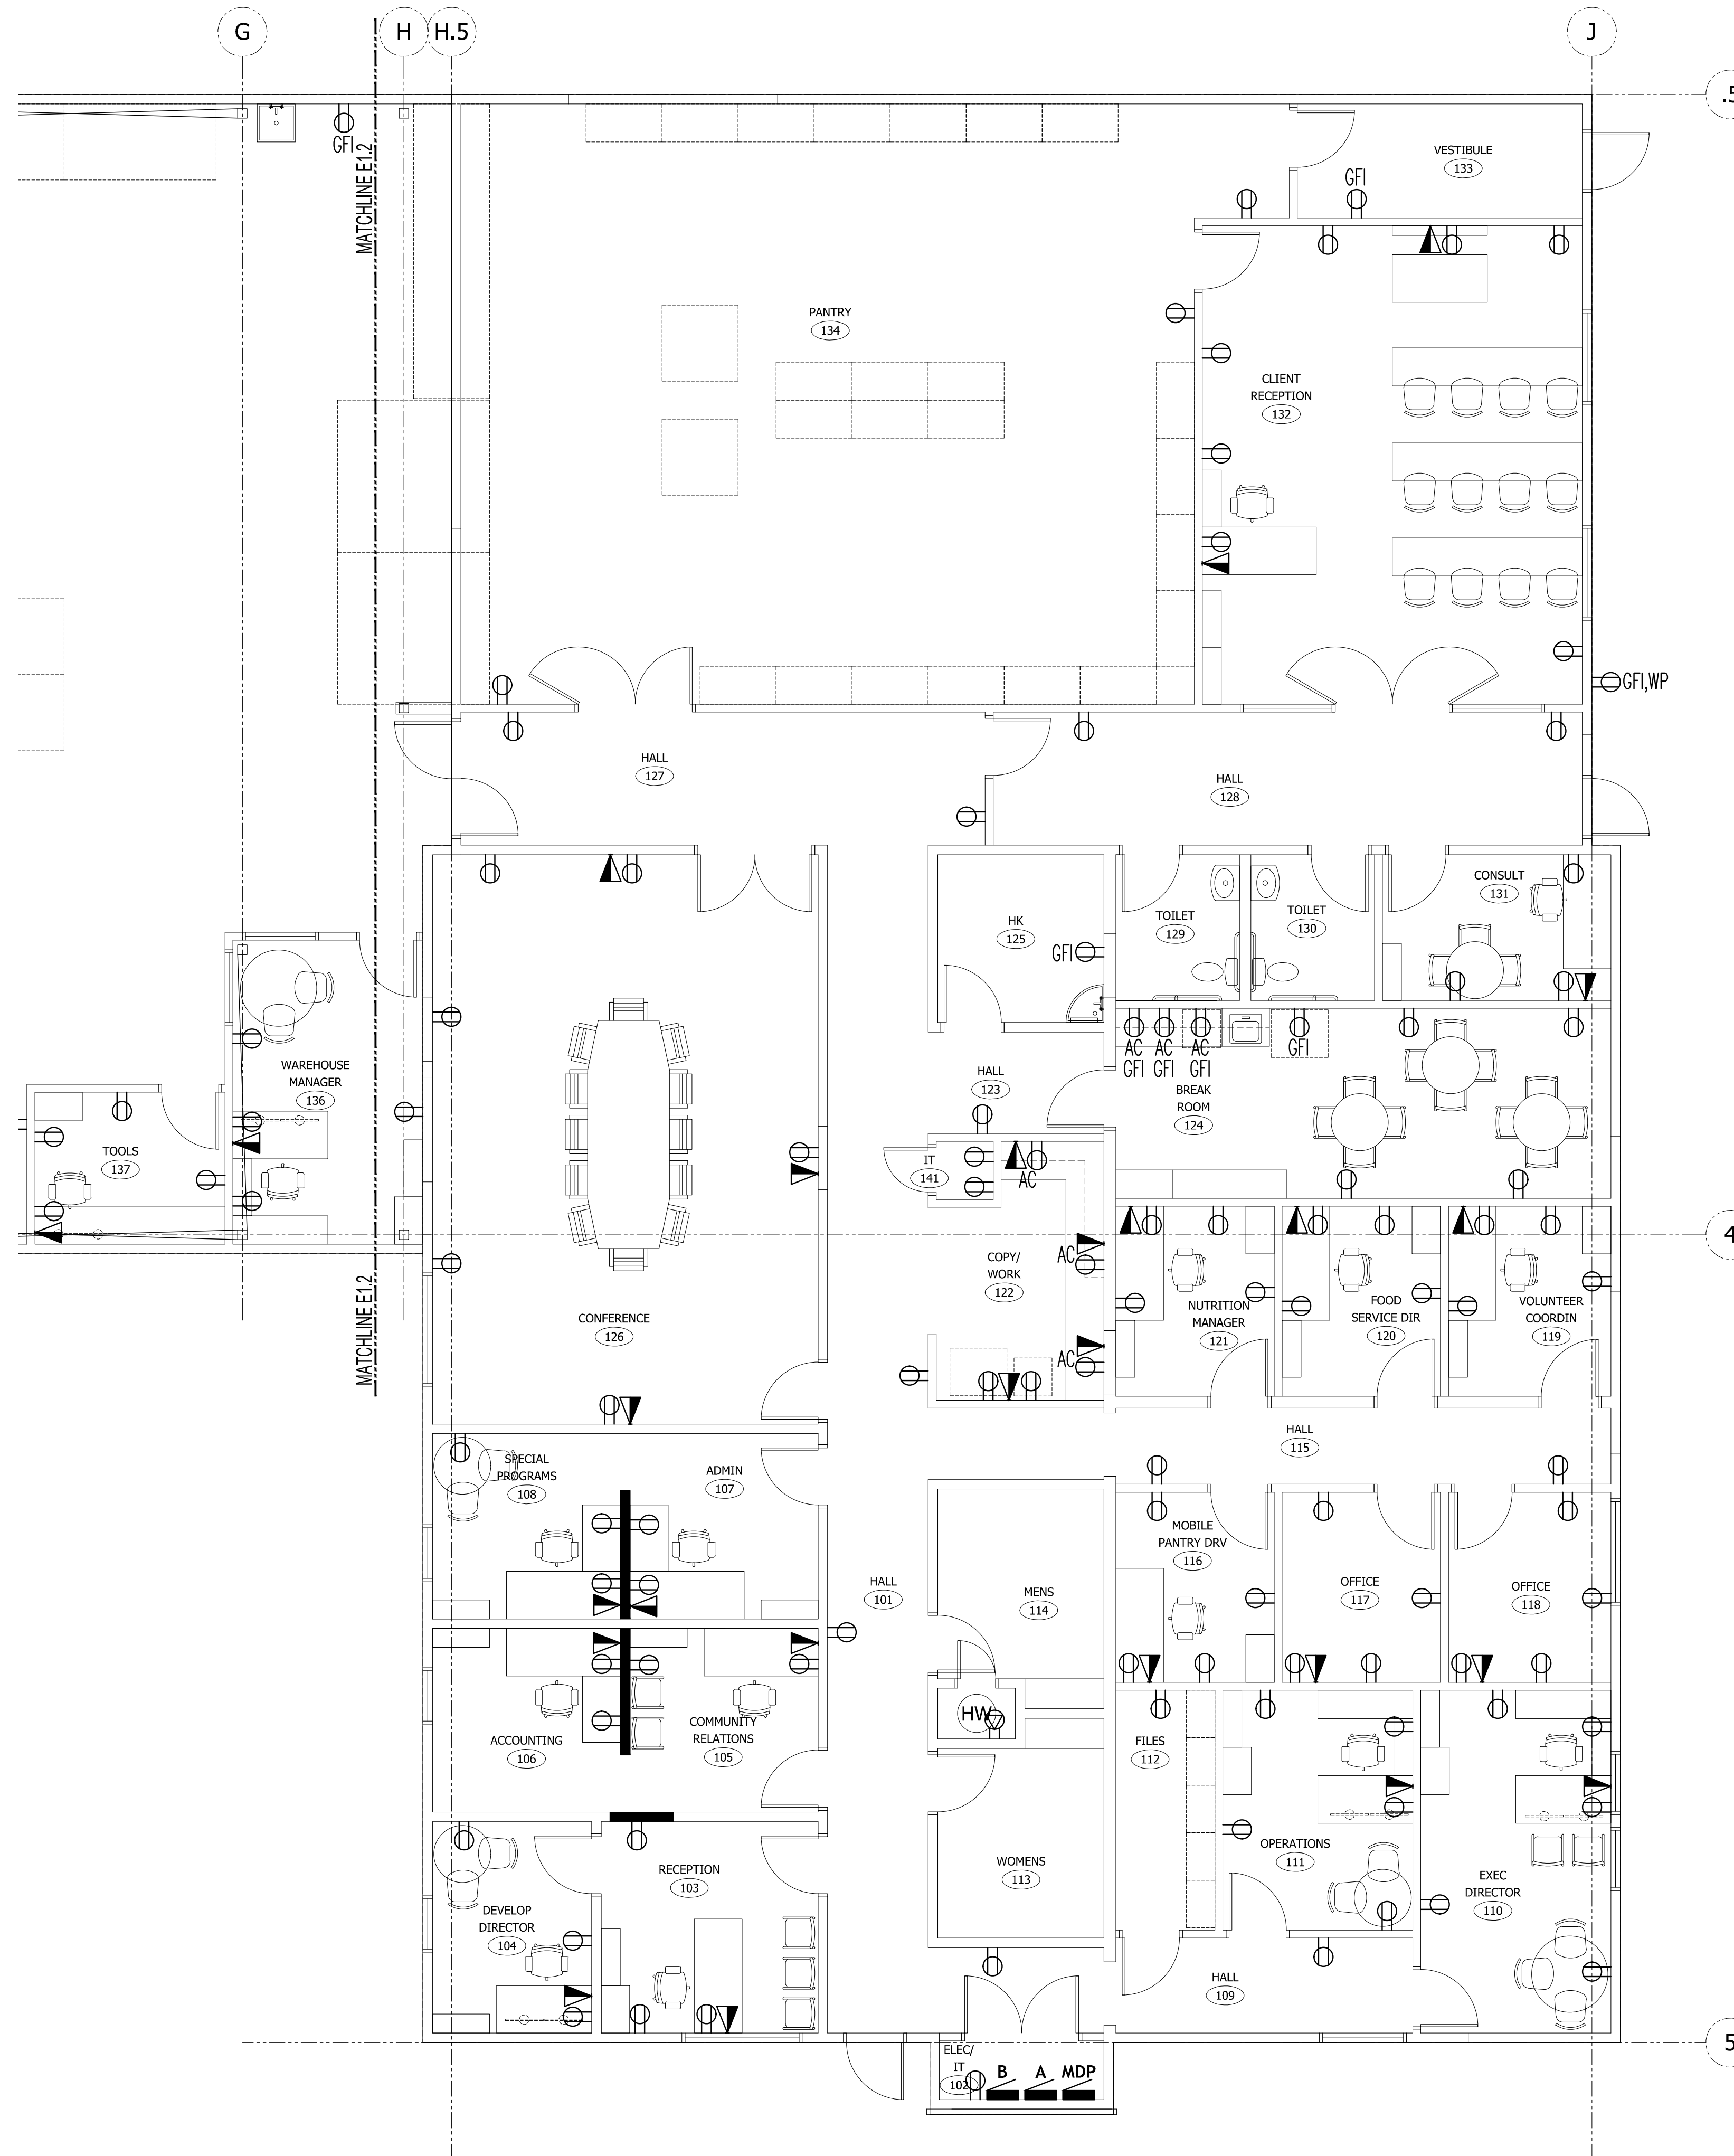 G
H
H.5
J
.5
GFI
MATCHLINE E1.2
VESTIBULE
133
GFI
PANTRY
134
CLIENT
RECEPTION
132
GFI,WP
HALL
127
HALL
128
CONSULT
131
TOILET
129
TOILET
130
HK
125
GFI
AC
GFI
AC
GFI
AC
GFI
GFI
BREAK
ROOM
124
HALL
123
WAREHOUSE
MANAGER
136
TOOLS
137
IT
141
AC
4
AC
COPY/
WORK
122
AC
MATCHLINE E1.2
CONFERENCE
126
NUTRITION
MANAGER
121
FOOD
SERVICE DIR
120
VOLUNTEER
COORDIN
119
HALL
115
SPECIAL
PROGRAMS
108
ADMIN
107
MOBILE
PANTRY DRV
116
OFFICE
117
OFFICE
118
HALL
101
MENS
114
HW
ACCOUNTING
106
COMMUNITY
RELATIONS
105
FILES
112
OPERATIONS
111
EXEC
DIRECTOR
110
RECEPTION
103
WOMENS
113
DEVELOP
DIRECTOR
104
HALL
109
5
ELEC/
IT
102
B
A
MDP